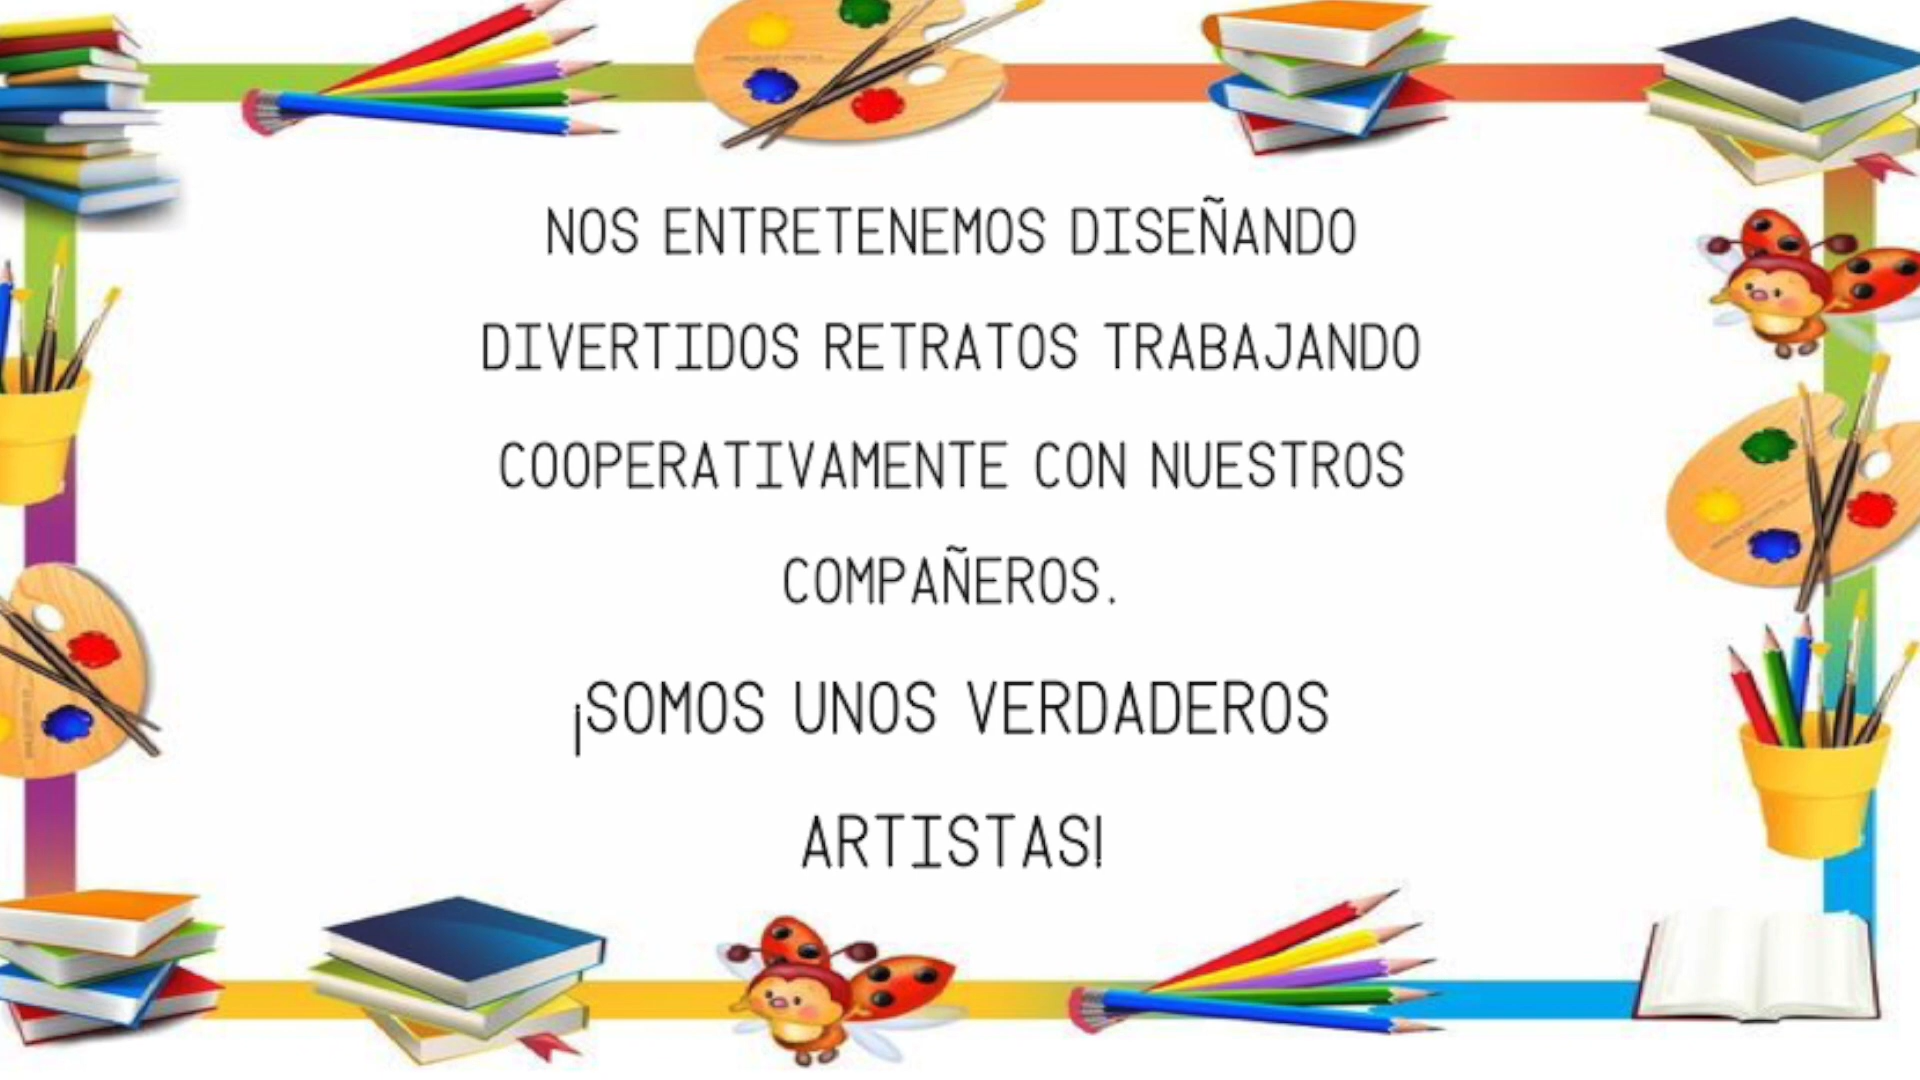 NOS ENTRETENEMOS DISEÑANDO
DIVERTIDOS RETRATOS TRABAJANDO
COOPERATIVAMENTE CON NUESTROS
COMPAÑEROS.
¡SOMOS UNOS VERDADEROS
ARTISTAS!